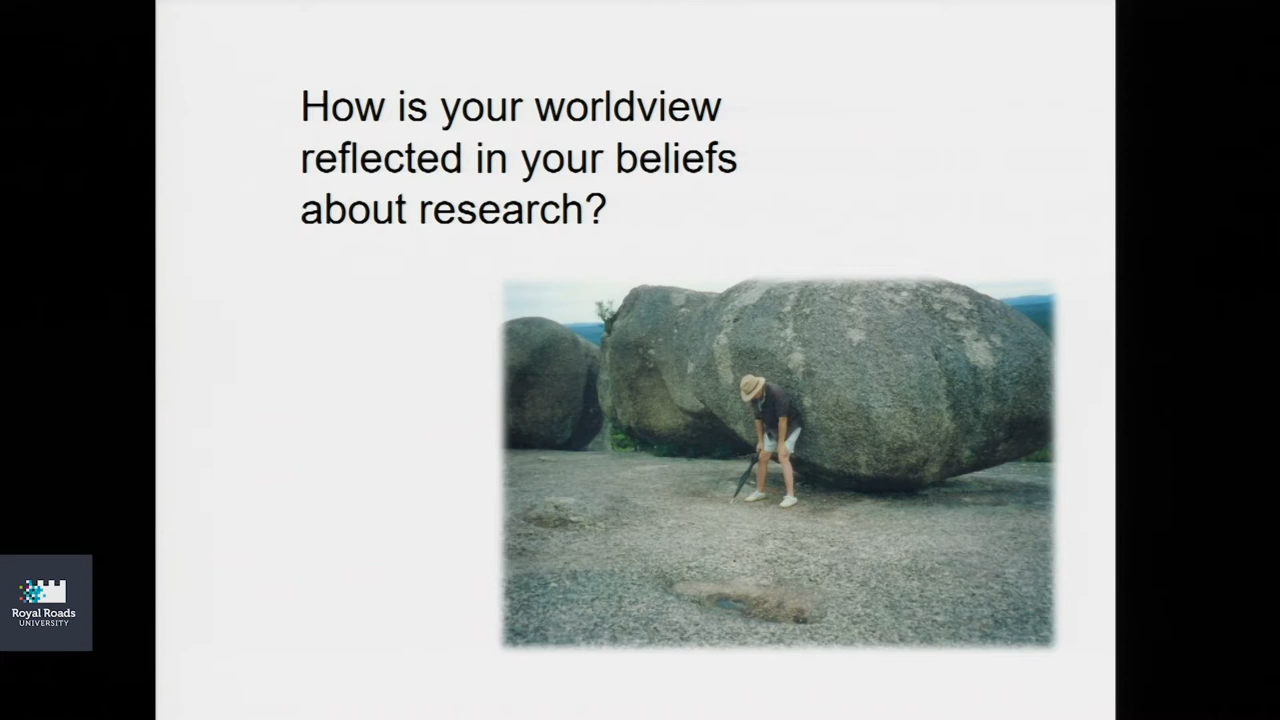 How is your worldview
reflected in your beliefs
about research?
Royal Roads
UNIVERSITY